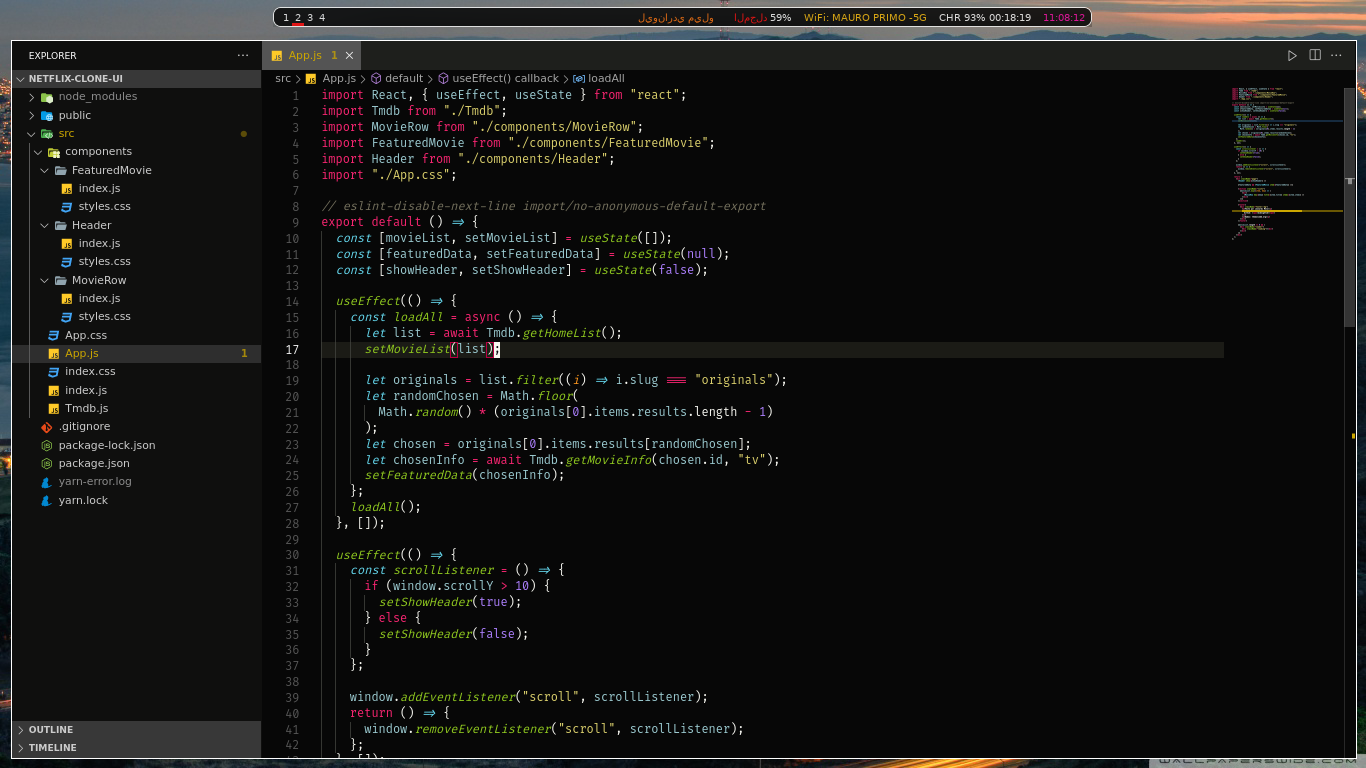 1 2 3 4
ﻞﻳﻮﻧﺍﺭﺪﻳ ﻢﻴﻟﻭ ﺪﻠﺠﻤﻟﺍ 59% WiFi: MAURO PRIMO -5G CHR 93% 00:18:19 11:08:12
EXPLORER
NETFLIX-CLONE-UI
node_modules
public
src
components
FeaturedMovie
index.js
styles.css
Header
index.js
styles.css
MovieRow
index.js
styles.css
App.css
App.js 1
index.css
index.js
Tmdb.js
.gitignore
package-lock.json
package.json
yarn-error.log
yarn.lock
OUTLINE
TIMELINE
App.js 1
src > App.js > default > useEffect() callback > loadAll
1 import React, { useEffect, useState } from "react";
2 import Tmdb from "./Tmdb";
3 import MovieRow from "./components/MovieRow";
4 import FeaturedMovie from "./components/FeaturedMovie";
5 import Header from "./components/Header";
6 import "./App.css";
7
8 // eslint-disable-next-line import/no-anonymous-default-export
9 export default () => {
10 const [movieList, setMovieList] = useState([]);
11 const [featuredData, setFeaturedData] = useState(null);
12 const [showHeader, setShowHeader] = useState(false);
13
14 useEffect(() => {
15 const loadAll = async () => {
16 let list = await Tmdb.getHomeList();
17 setMovieList(list);
18
19 let originals = list.filter((i) => i.slug === "originals");
20 let randomChosen = Math.floor(
21 Math.random() * (originals[0].items.results.length - 1)
22 );
23 let chosen = originals[0].items.results[randomChosen];
24 let chosenInfo = await Tmdb.getMovieInfo(chosen.id, "tv");
25 setFeaturedData(chosenInfo);
26 };
27 loadAll();
28 }, []);
29
30 useEffect(() => {
31 const scrollListener = () => {
32 if (window.scrollY > 10) {
33 setShowHeader(true);
34 } else {
35 setShowHeader(false);
36 }
37 };
38
39 window.addEventListener("scroll", scrollListener);
40 return () => {
41 window.removeEventListener("scroll", scrollListener);
42 };